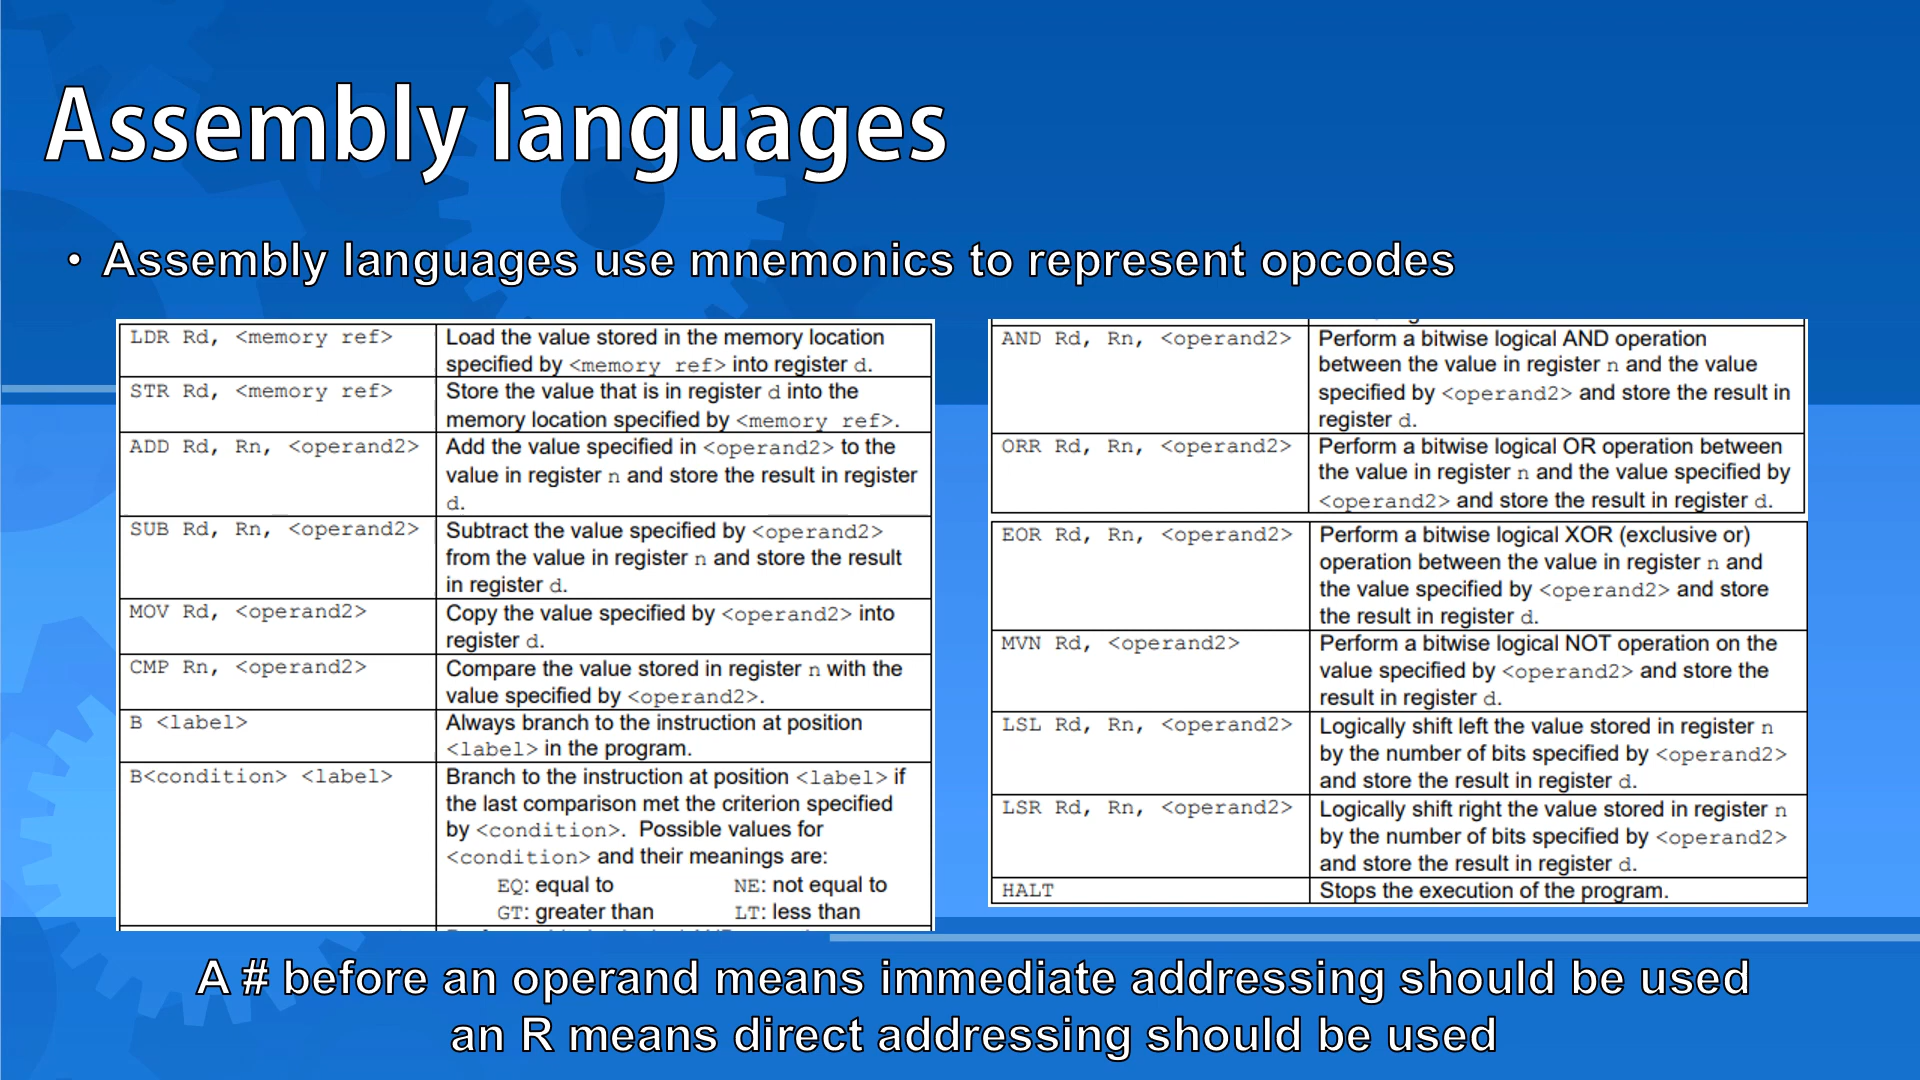 Assembly languages
• Assembly languages use mnemonics to represent opcodes
LDR Rd, <memory ref>
Load the value stored in the memory location
specified by <memory ref> into register d.
STR Rd, <memory ref>
Store the value that is in register d into the
memory location specified by <memory ref>.
ADD Rd, Rn, <operand2>
Add the value specified in <operand2> to the
value in register n and store the result in register
d.
SUB Rd, Rn, <operand2>
Subtract the value specified by <operand2>
from the value in register n and store the result
in register d.
MOV Rd, <operand2>
Copy the value specified by <operand2> into
register d.
CMP Rn, <operand2>
Compare the value stored in register n with the
value specified by <operand2>.
B <label>
Always branch to the instruction at position
<label> in the program.
B<condition> <label>
Branch to the instruction at position <label> if
the last comparison met the criterion specified
by <condition>. Possible values for
<condition> and their meanings are:
EQ: equal to NE: not equal to
GT: greater than LT: less than
AND Rd, Rn, <operand2>
Perform a bitwise logical AND operation
between the value in register n and the value
specified by <operand2> and store the result in
register d.
ORR Rd, Rn, <operand2>
Perform a bitwise logical OR operation between
the value in register n and the value specified by
<operand2> and store the result in register d.
EOR Rd, Rn, <operand2>
Perform a bitwise logical XOR (exclusive or)
operation between the value in register n and
the value specified by <operand2> and store
the result in register d.
MVN Rd, <operand2>
Perform a bitwise logical NOT operation on the
value specified by <operand2> and store the
result in register d.
LSL Rd, Rn, <operand2>
Logically shift left the value stored in register n
by the number of bits specified by <operand2>
and store the result in register d.
LSR Rd, Rn, <operand2>
Logically shift right the value stored in register n
by the number of bits specified by <operand2>
and store the result in register d.
HALT
Stops the execution of the program.
A # before an operand means immediate addressing should be used
an R means direct addressing should be used